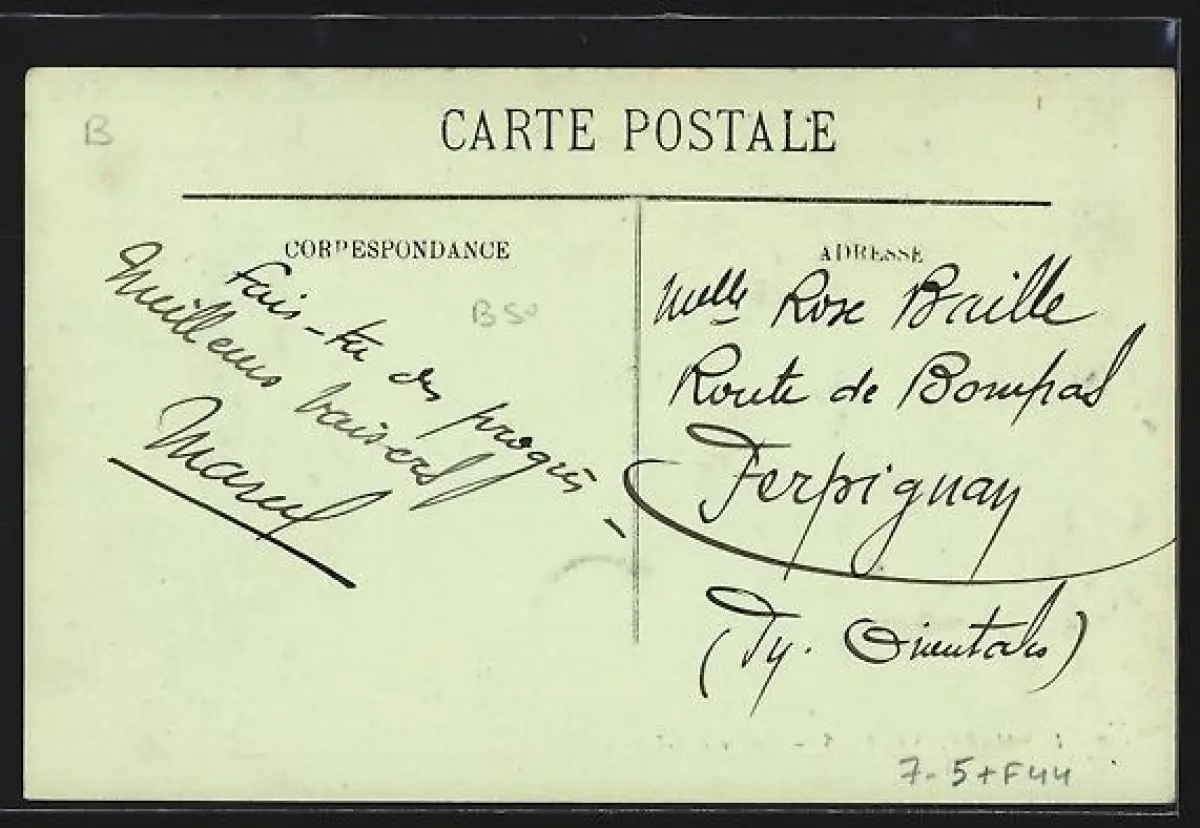 B
CARTE POSTALE
CORRESPONDANCE
Fais-tu des progrès
Meilleurs baisers
Marcel
B50
ADRESSE
Melle Rose Baille
Route de Bompas
Perpignan
(Py. Orientales)
7-5+F44